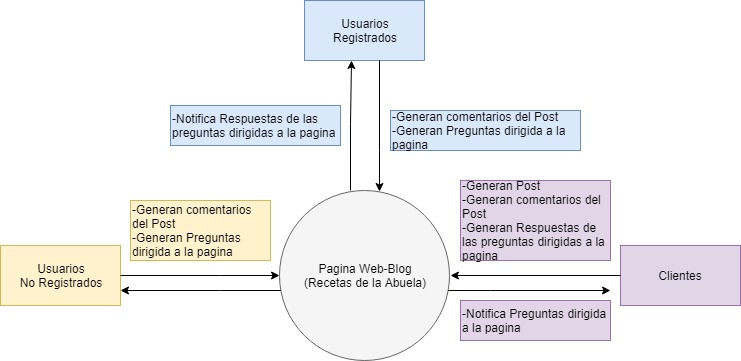 Usuarios
Registrados
-Notifica Respuestas de las
preguntas dirigidas a la pagina
-Generan comentarios del Post
-Generan Preguntas dirigida a la
pagina
-Generan comentarios
del Post
-Generan Preguntas
dirigida a la pagina
-Generan Post
-Generan comentarios del
Post
-Generan Respuestas de
las preguntas dirigidas a la
pagina
Usuarios
No Registrados
Pagina Web-Blog
(Recetas de la Abuela)
Clientes
-Notifica Preguntas dirigida
a la pagina